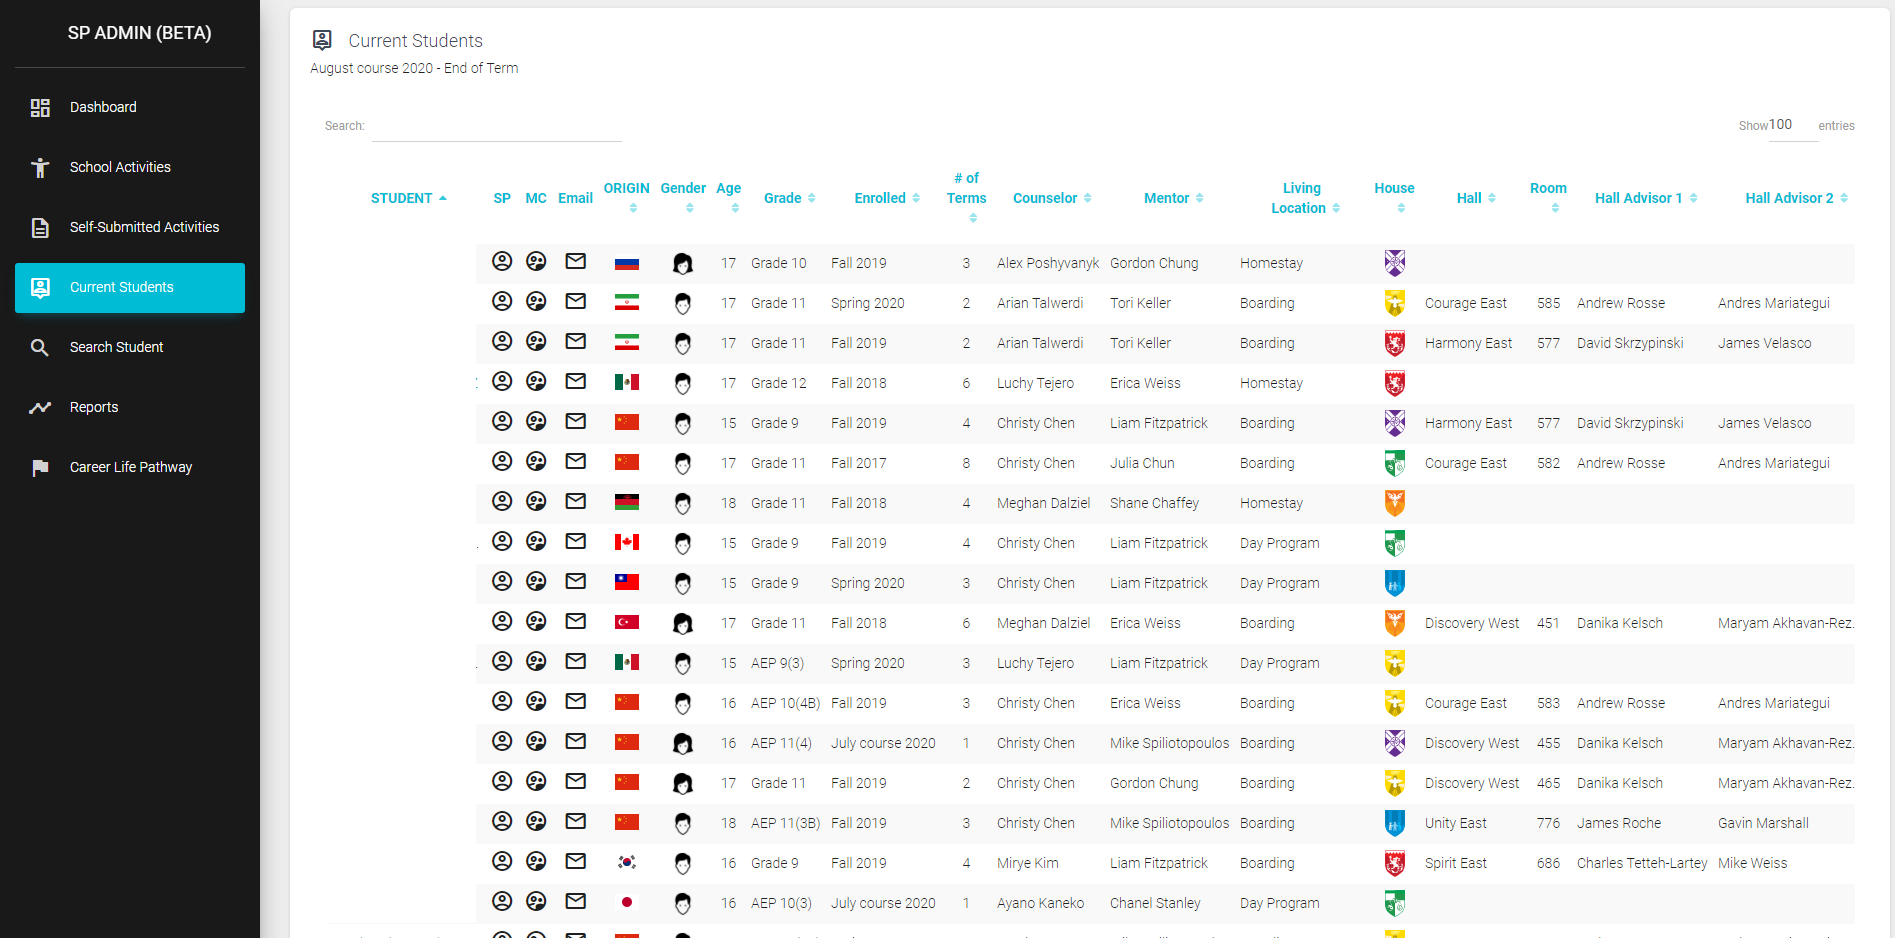 SP ADMIN (BETA)
Dashboard
School Activities
Self-Submitted Activities
Current Students
Search Student
Reports
Career Life Pathway
Current Students
August course 2020 - End of Term
Search:
Show 100 entries
STUDENT SP MC Email ORIGIN Gender Age Grade Enrolled # of Terms Counselor Mentor Living Location House Hall Room Hall Advisor 1 Hall Advisor 2
17 Grade 10 Fall 2019 3 Alex Poshyvanyk Gordon Chung Homestay
17 Grade 11 Spring 2020 2 Arian Talwerdi Tori Keller Boarding Courage East 585 Andrew Rosse Andres Mariategui
17 Grade 11 Fall 2019 2 Arian Talwerdi Tori Keller Boarding Harmony East 577 David Skrzypinski James Velasco
17 Grade 12 Fall 2018 6 Luchy Tejero Erica Weiss Homestay
15 Grade 9 Fall 2019 4 Christy Chen Liam Fitzpatrick Boarding Harmony East 577 David Skrzypinski James Velasco
17 Grade 11 Fall 2017 8 Christy Chen Julia Chun Boarding Courage East 582 Andrew Rosse Andres Mariategui
18 Grade 11 Fall 2018 4 Meghan Dalziel Shane Chaffey Homestay
15 Grade 9 Fall 2019 4 Christy Chen Liam Fitzpatrick Day Program
15 Grade 9 Spring 2020 3 Christy Chen Liam Fitzpatrick Day Program
17 Grade 11 Fall 2018 6 Meghan Dalziel Erica Weiss Boarding Discovery West 451 Danika Kelsch Maryam Akhavan-Rez.
15 AEP 9(3) Spring 2020 3 Luchy Tejero Liam Fitzpatrick Day Program
16 AEP 10(4B) Fall 2019 3 Christy Chen Erica Weiss Boarding Courage East 583 Andrew Rosse Andres Mariategui
16 AEP 11(4) July course 2020 1 Christy Chen Mike Spiliotopoulos Boarding Discovery West 455 Danika Kelsch Maryam Akhavan-Rez.
17 Grade 11 Fall 2019 2 Christy Chen Gordon Chung Boarding Discovery West 465 Danika Kelsch Maryam Akhavan-Rez.
18 AEP 11(3B) Fall 2019 3 Christy Chen Mike Spiliotopoulos Boarding Unity East 776 James Roche Gavin Marshall
16 Grade 9 Fall 2019 4 Mirye Kim Liam Fitzpatrick Boarding Spirit East 686 Charles Tetteh-Lartey Mike Weiss
16 AEP 10(3) July course 2020 1 Ayano Kaneko Chanel Stanley Day Program